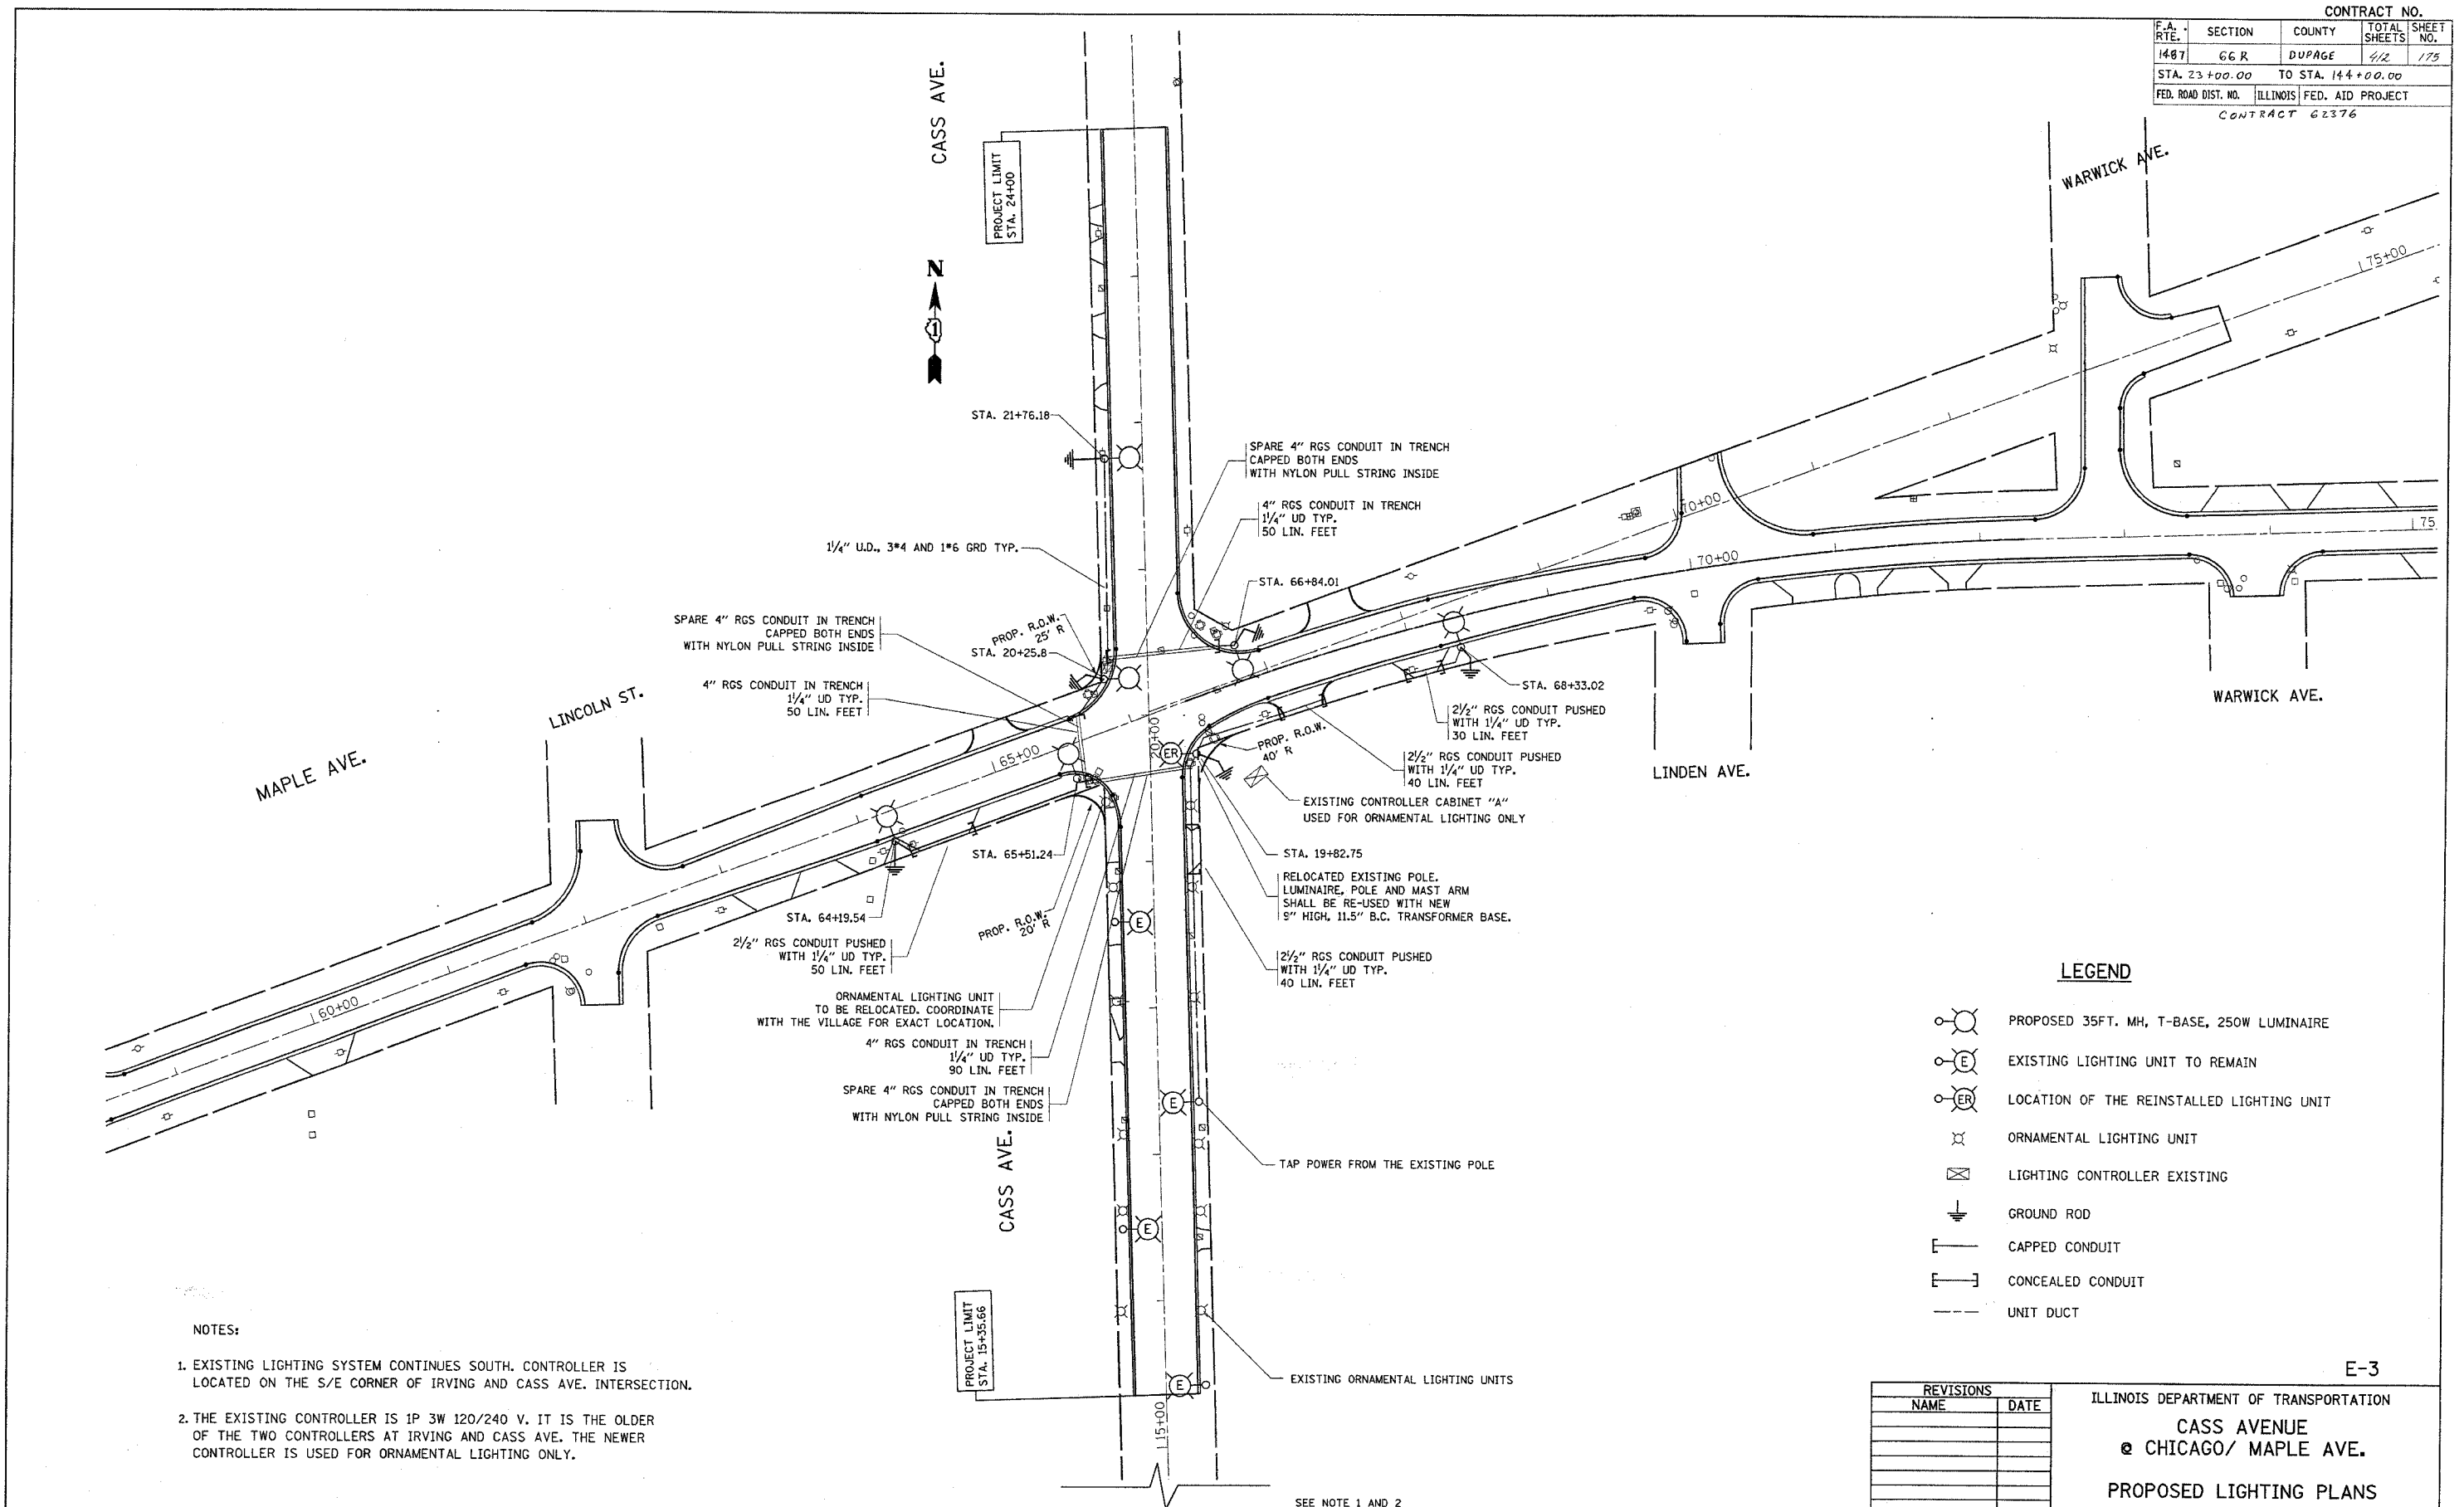 CONTRACT NO.
F.A. RTE. SECTION COUNTY TOTAL SHEETS SHEET NO.
1487 66 R DUPAGE 412 175
STA. 23+00.00 TO STA. 144+00.00
FED. ROAD DIST. NO. ILLINOIS FED. AID PROJECT
CONTRACT 62376
CASS AVE.
PROJECT LIMIT
STA. 24+00
N
1
WARWICK AVE.
75+00
STA. 21+76.18
SPARE 4" RGS CONDUIT IN TRENCH
CAPPED BOTH ENDS
WITH NYLON PULL STRING INSIDE
4" RGS CONDUIT IN TRENCH
1¼" UD TYP.
50 LIN. FEET
70+00
75
1¼" U.D., 3#4 AND 1#6 GRD TYP.
70+00
STA. 66+84.01
SPARE 4" RGS CONDUIT IN TRENCH
CAPPED BOTH ENDS
WITH NYLON PULL STRING INSIDE
PROP. R.O.W.
25' R
STA. 20+25.8
4" RGS CONDUIT IN TRENCH
1¼" UD TYP.
50 LIN. FEET
LINCOLN ST.
MAPLE AVE.
65+00
20+00
ER
PROP. R.O.W.
40' R
STA. 68+33.02
2½" RGS CONDUIT PUSHED
WITH 1¼" UD TYP.
30 LIN. FEET
2½" RGS CONDUIT PUSHED
WITH 1¼" UD TYP.
40 LIN. FEET
LINDEN AVE.
WARWICK AVE.
EXISTING CONTROLLER CABINET "A"
USED FOR ORNAMENTAL LIGHTING ONLY
STA. 65+51.24
STA. 19+82.75
RELOCATED EXISTING POLE.
LUMINAIRE, POLE AND MAST ARM
SHALL BE RE-USED WITH NEW
9" HIGH, 11.5" B.C. TRANSFORMER BASE.
STA. 64+19.54
PROP. R.O.W.
20' R
E
2½" RGS CONDUIT PUSHED
WITH 1¼" UD TYP.
50 LIN. FEET
2½" RGS CONDUIT PUSHED
WITH 1¼" UD TYP.
40 LIN. FEET
60+00
ORNAMENTAL LIGHTING UNIT
TO BE RELOCATED. COORDINATE
WITH THE VILLAGE FOR EXACT LOCATION.
4" RGS CONDUIT IN TRENCH
1¼" UD TYP.
90 LIN. FEET
SPARE 4" RGS CONDUIT IN TRENCH
CAPPED BOTH ENDS
WITH NYLON PULL STRING INSIDE
E
CASS AVE.
TAP POWER FROM THE EXISTING POLE
E
PROJECT LIMIT
STA. 15+35.66
EXISTING ORNAMENTAL LIGHTING UNITS
E
15+00
SEE NOTE 1 AND 2
LEGEND
PROPOSED 35FT. MH, T-BASE, 250W LUMINAIRE
E EXISTING LIGHTING UNIT TO REMAIN
ER LOCATION OF THE REINSTALLED LIGHTING UNIT
ORNAMENTAL LIGHTING UNIT
LIGHTING CONTROLLER EXISTING
GROUND ROD
CAPPED CONDUIT
CONCEALED CONDUIT
UNIT DUCT
NOTES:
1. EXISTING LIGHTING SYSTEM CONTINUES SOUTH. CONTROLLER IS
LOCATED ON THE S/E CORNER OF IRVING AND CASS AVE. INTERSECTION.
2. THE EXISTING CONTROLLER IS 1P 3W 120/240 V. IT IS THE OLDER
OF THE TWO CONTROLLERS AT IRVING AND CASS AVE. THE NEWER
CONTROLLER IS USED FOR ORNAMENTAL LIGHTING ONLY.
E-3
REVISIONS
NAME DATE
ILLINOIS DEPARTMENT OF TRANSPORTATION
CASS AVENUE
@ CHICAGO/ MAPLE AVE.
PROPOSED LIGHTING PLANS